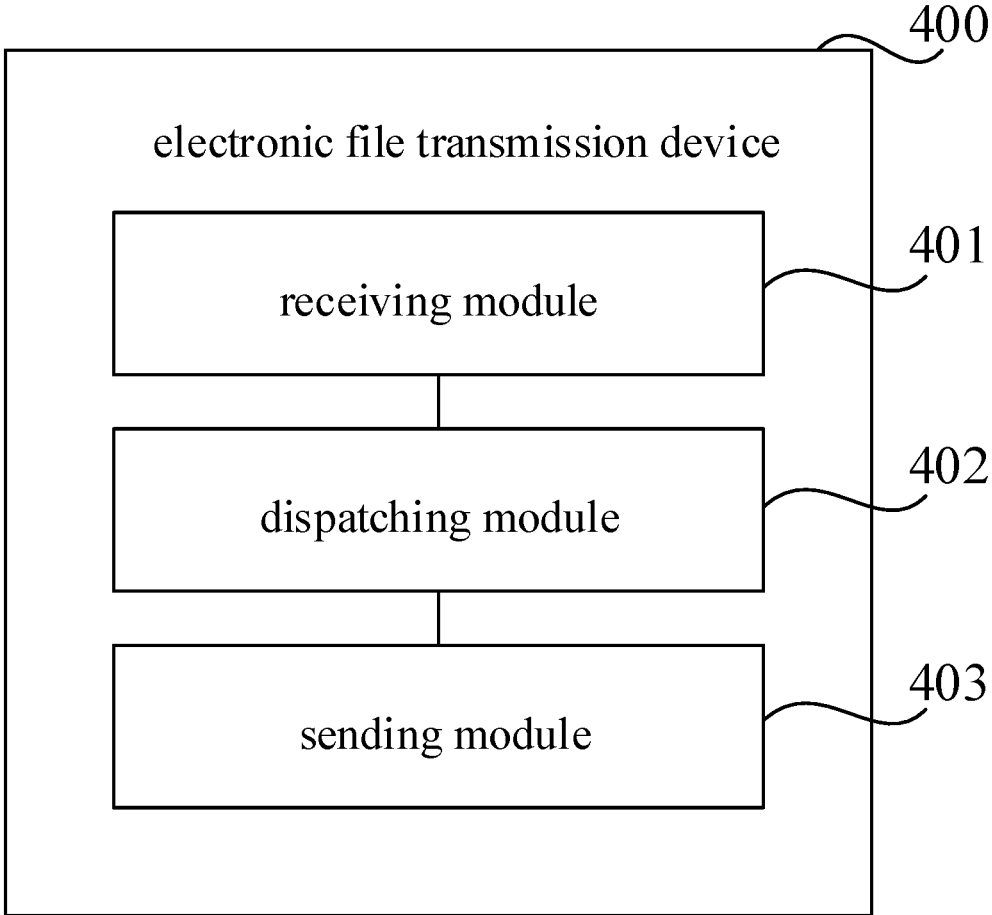 400
electronic file transmission device
401
receiving module
402
dispatching module
403
sending module